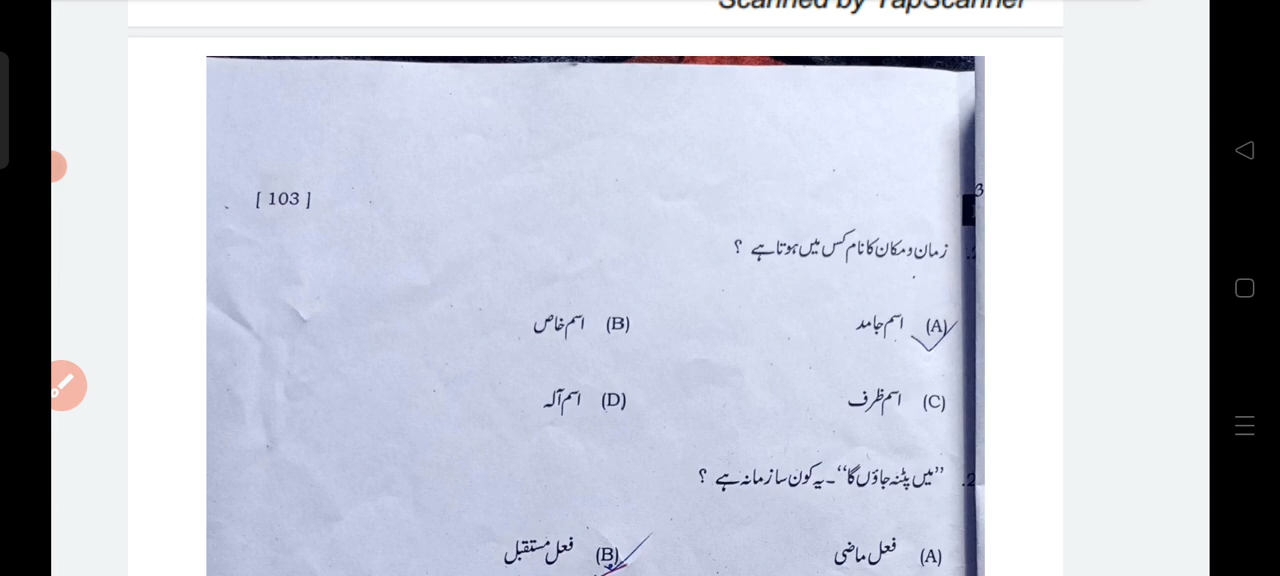 Scanned by TapScanner
[ 103 ]
زمان و مکان کا نام کس میں ہوتا ہے ؟
(A) اسم جامد (B) اسم خاص
(C) اسم ظرف (D) اسم آلہ
2. ”میں پٹنہ جاؤں گا“ ۔ یہ کون سا زمانہ ہے ؟
(A) فعل ماضی (B) فعل مستقبل